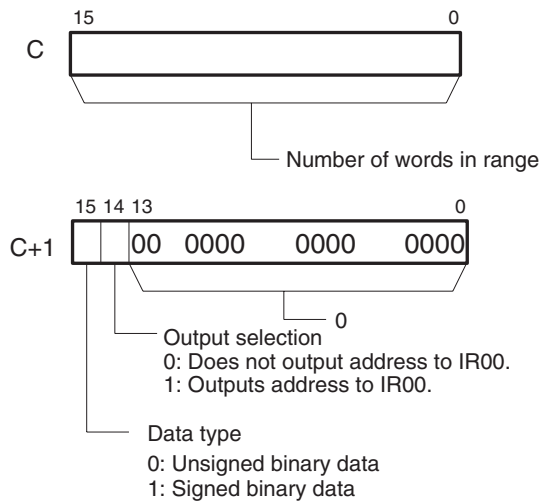 15 0
C
Number of words in range
15 14 13 0
C+1 00 0000 0000 0000
0
Output selection
0: Does not output address to IR00.
1: Outputs address to IR00.
Data type
0: Unsigned binary data
1: Signed binary data